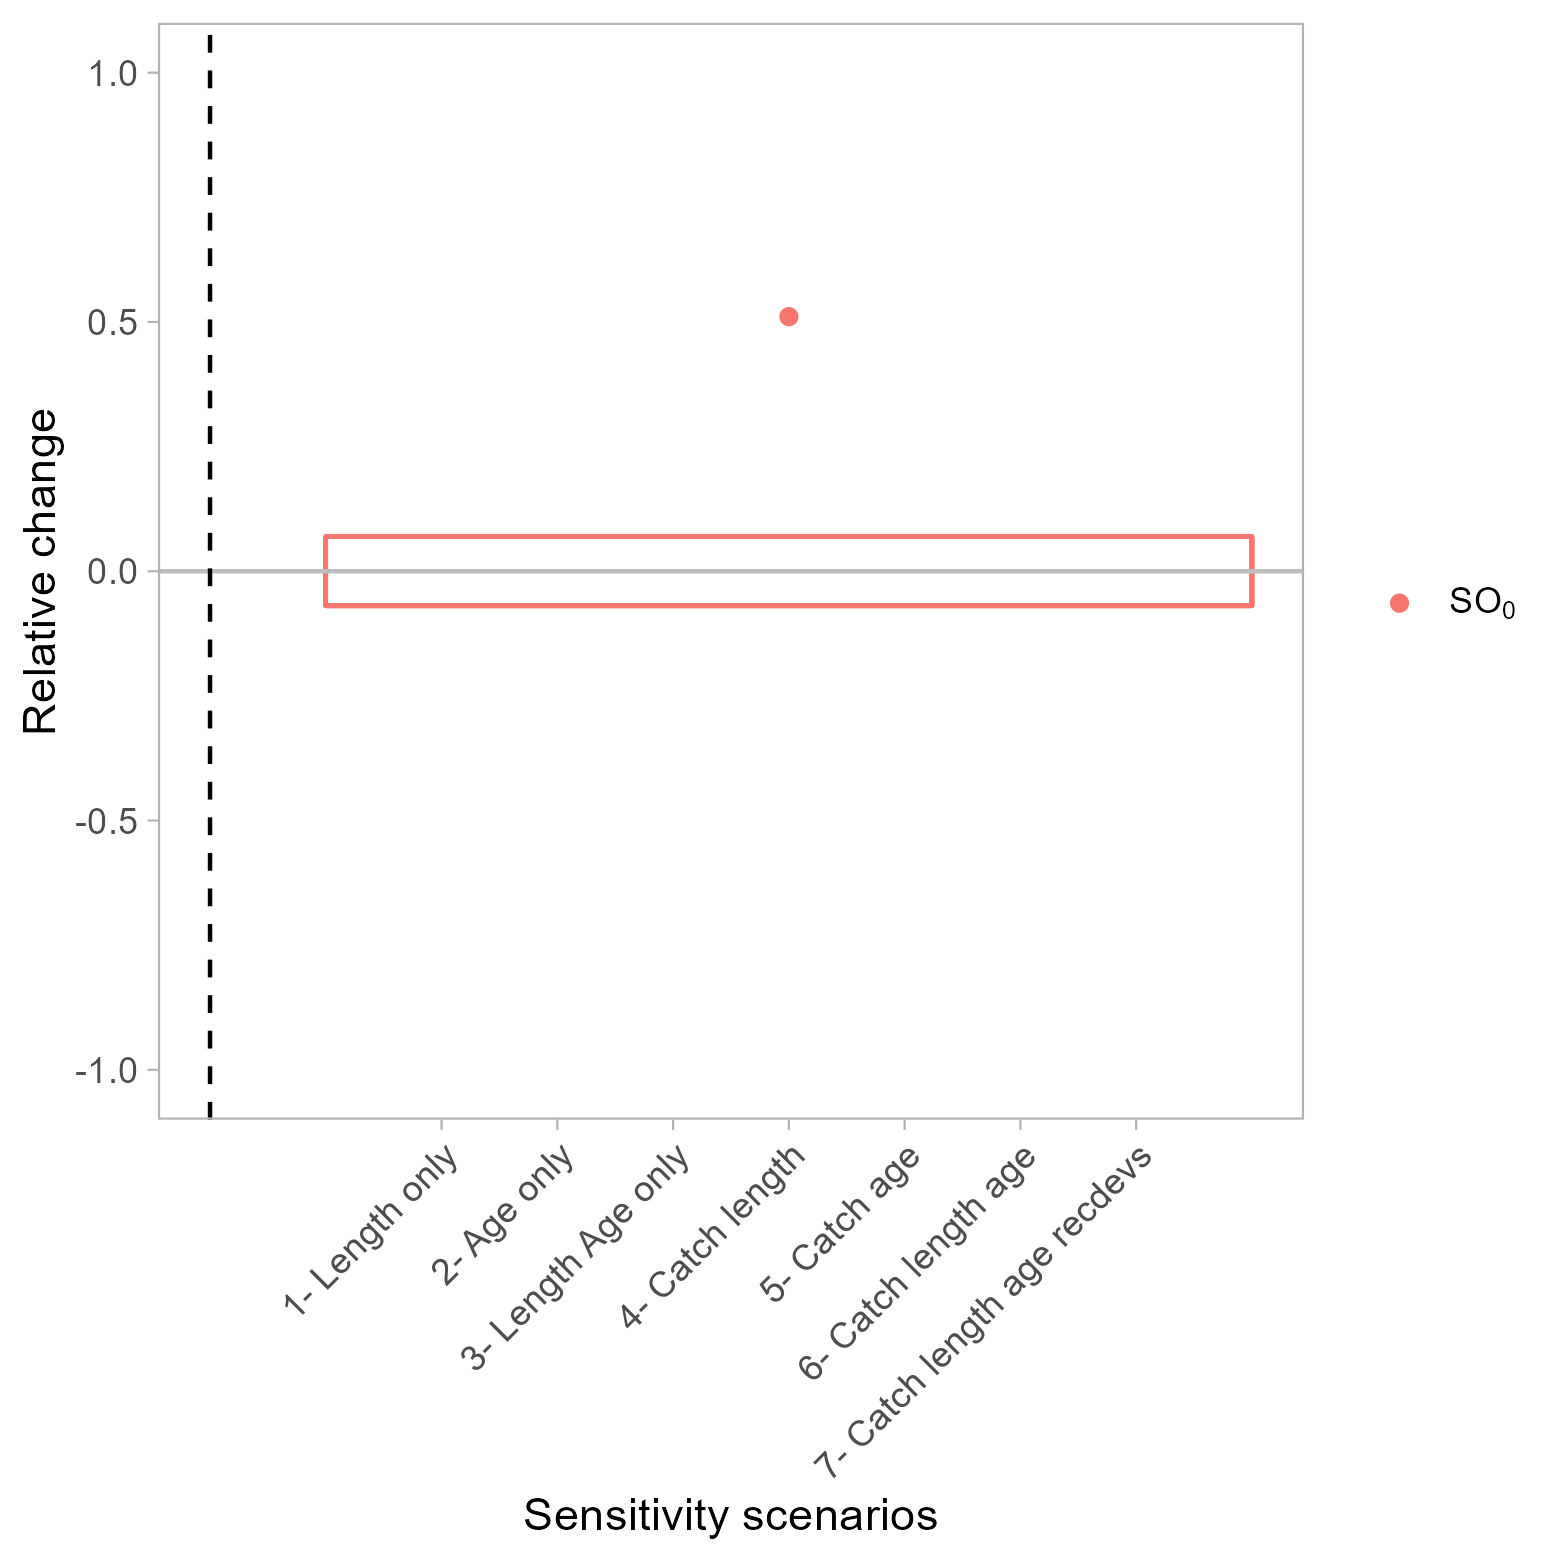 1.0
0.5
0.0
-0.5
-1.0
Relative change
1- Length only
2- Age only
3- Length Age only
4- Catch length
5- Catch age
6- Catch length age
7- Catch length age recdevs
Sensitivity scenarios
SO₀